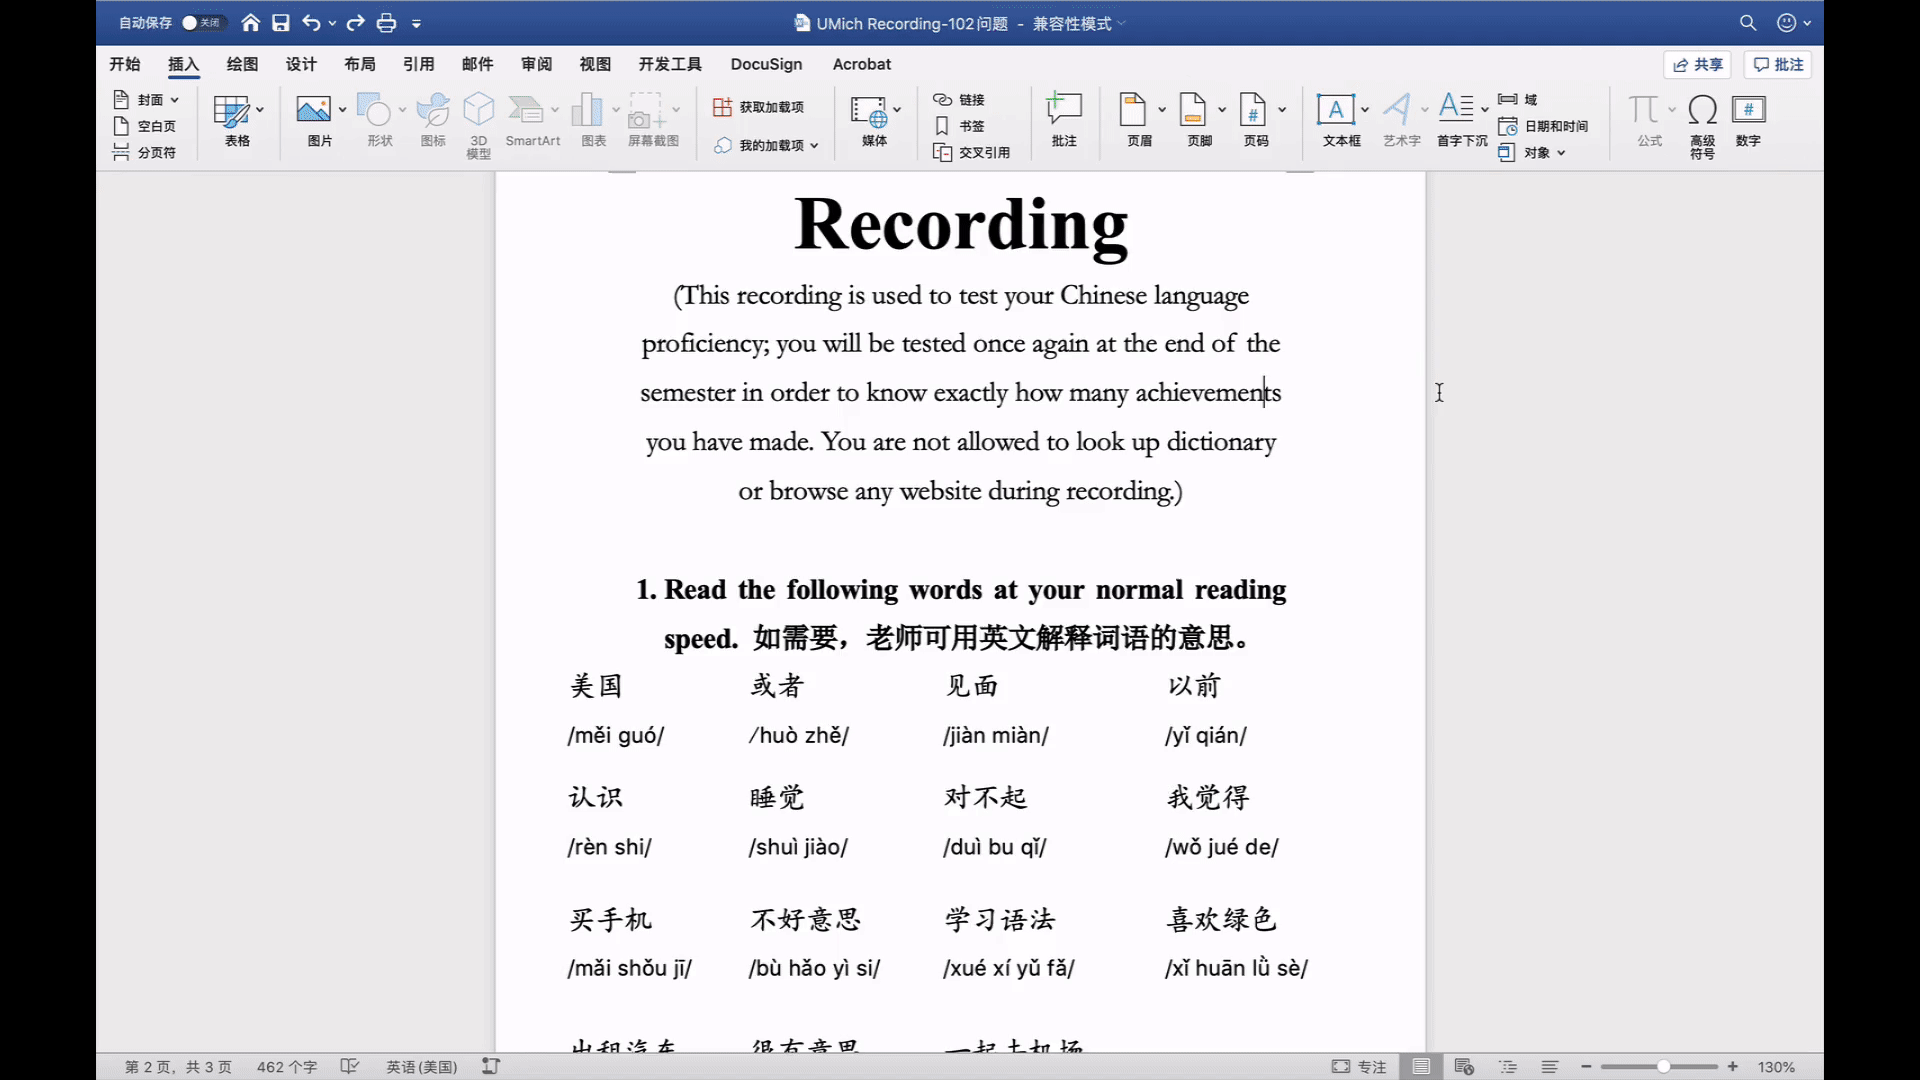 自动保存 关闭 UMich Recording-102问题 - 兼容性模式
开始 插入 绘图 设计 布局 引用 邮件 审阅 视图 开发工具 DocuSign Acrobat 共享 批注
封面
空白页
分页符
表格
图片
形状
图标
3D
模型
SmartArt
图表
屏幕截图
获取加载项
我的加载项
媒体
链接
书签
交叉引用
批注
页眉
页脚
页码
文本框
艺术字
首字下沉
域
日期和时间
对象
公式
高级
符号
数字
Recording
(This recording is used to test your Chinese language
proficiency; you will be tested once again at the end of the
semester in order to know exactly how many achievements
you have made. You are not allowed to look up dictionary
or browse any website during recording.)
1. Read the following words at your normal reading
speed. 如需要，老师可用英文解释词语的意思。
美国 或者 见面 以前
/měi guó/ /huò zhě/ /jiàn miàn/ /yǐ qián/
认识 睡觉 对不起 我觉得
/rèn shi/ /shuì jiào/ /duì bu qǐ/ /wǒ jué de/
买手机 不好意思 学习语法 喜欢绿色
/mǎi shǒu jī/ /bù hǎo yì si/ /xué xí yǔ fǎ/ /xǐ huān lǜ sè/
出租汽车 很有意思 一起去机场
第 2 页，共 3 页 462 个字 英语(美国) 专注 130%